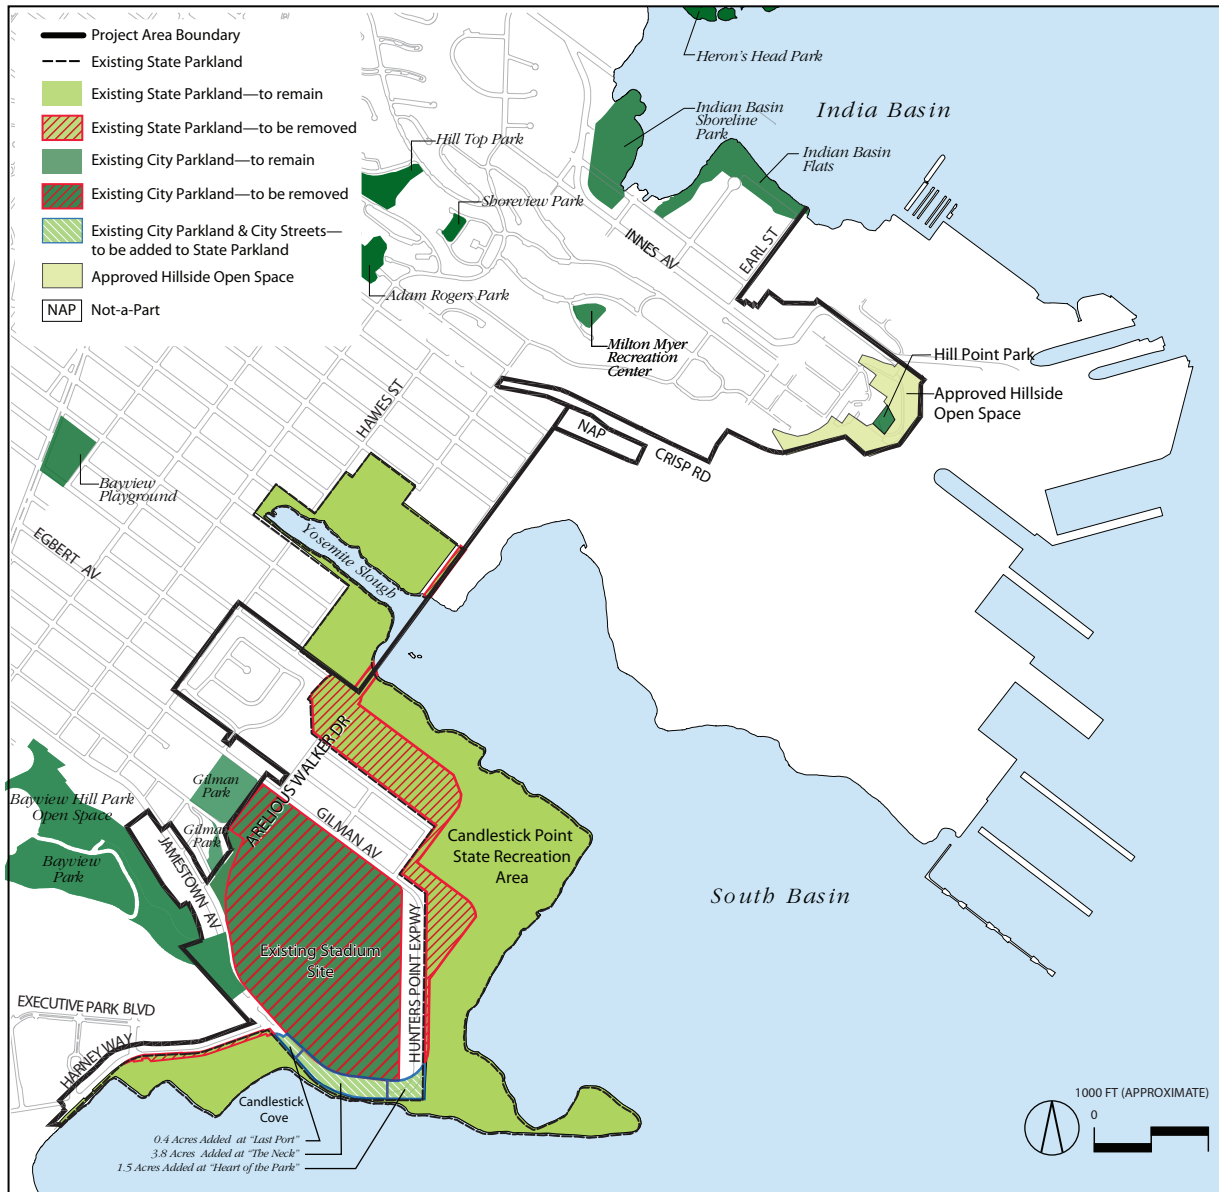 Project Area Boundary
Existing State Parkland
Existing State Parkland—to remain
Existing State Parkland—to be removed
Existing City Parkland—to remain
Existing City Parkland—to be removed
Existing City Parkland & City Streets—
to be added to State Parkland
Approved Hillside Open Space
NAP Not-a-Part
Heron's Head Park
Indian Basin
Shoreline
Park
India Basin
Hill Top Park
Indian Basin
Flats
Shoreview Park
INNES AV
EARL ST
Adam Rogers Park
Milton Myer
Recreation
Center
Hill Point Park
Approved Hillside
Open Space
HAWES ST
NAP
CRISP RD
Bayview
Playground
EGBERT AV
Yosemite Slough
ARELIOUS WALKER DR
Gilman
Park
Bayview Hill Park
Open Space
Gilman
Park
GILMAN AV
Candlestick Point
State Recreation
Area
JAMESTOWN AV
Bayview
Park
South Basin
Existing Stadium
Site
HUNTERS POINT EXPWY
EXECUTIVE PARK BLVD
HARNEY WAY
Candlestick
Cove
0.4 Acres Added at "Last Port"
3.8 Acres Added at "The Neck"
1.5 Acres Added at "Heart of the Park"
1000 FT (APPROXIMATE)
0